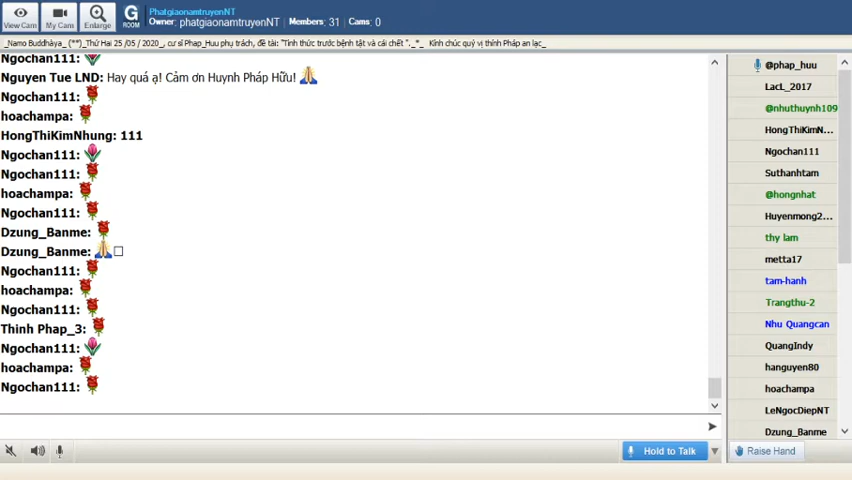 PhatgiaonamtruyenNT
Owner: phatgiaonamtruyenNT Members: 31 Cams: 0
View Cam
My Cam
Enlarge
G ROOM
_Namo Buddhàya_ (**)_Thứ Hai 25 /05 / 2020_, cư sĩ Phap_Huu phụ trách, đề tài: "Tỉnh thức trước bệnh tật và cái chết "._*_ Kính chúc quý vị thính Pháp an lạc_
Ngochan111:
Nguyen Tue LND: Hay quá ạ! Cảm ơn Huynh Pháp Hữu!
Ngochan111:
hoachampa:
HongThiKimNhung: 111
Ngochan111:
Ngochan111:
hoachampa:
Ngochan111:
Dzung_Banme:
Dzung_Banme:
Ngochan111:
hoachampa:
Ngochan111:
Thinh Phap_3:
Ngochan111:
hoachampa:
Ngochan111:
@phap_huu
LacL_2017
@nhuthuynh109
HongThiKimN...
Ngochan111
Suthanhtam
@hongnhat
Huyenmong2...
thy lam
metta17
tam-hanh
Trangthu-2
Nhu Quangcan
QuangIndy
hanguyen80
hoachampa
LeNgocDiepNT
Dzung_Banme
Hold to Talk
Raise Hand